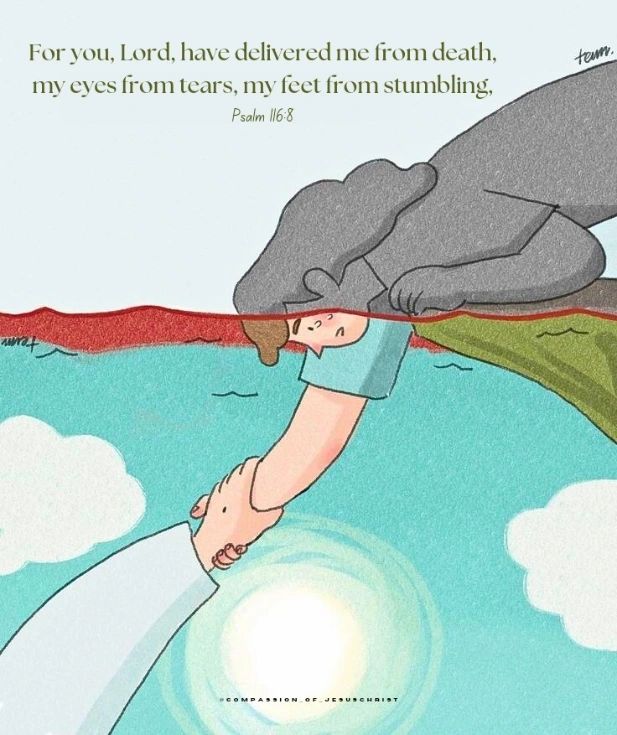 For you, Lord, have delivered me from death,
my eyes from tears, my feet from stumbling,
Psalm 116:8
team.
@COMPASSION_OF_JESUSCHRIST